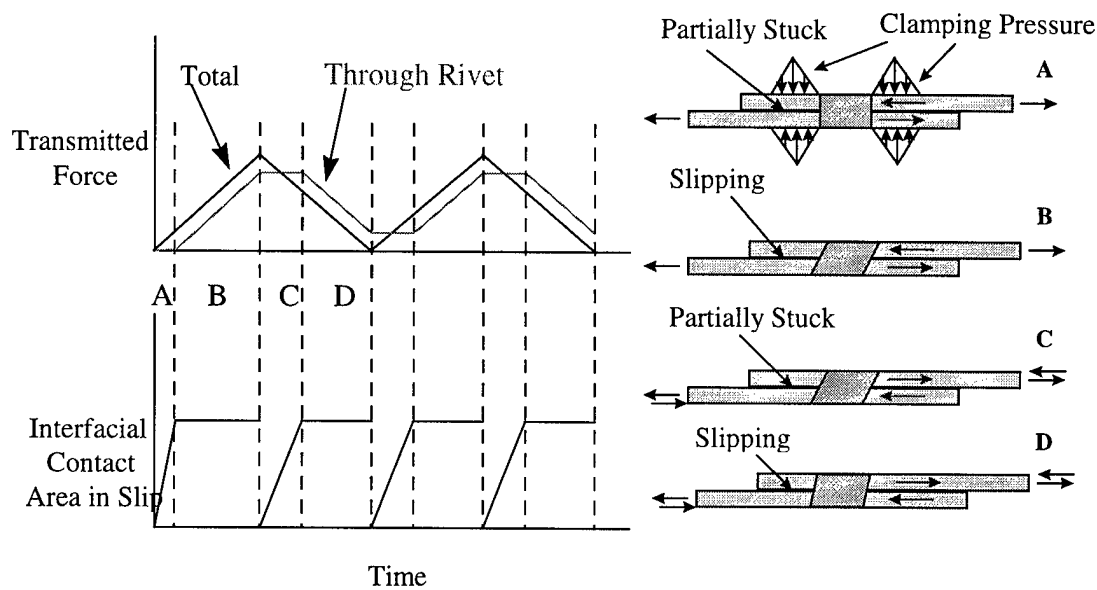 Total
Through Rivet
Transmitted
Force
A B C D
Interfacial
Contact
Area in Slip
Time
Partially Stuck
Clamping Pressure
A
Slipping
B
Partially Stuck
C
Slipping
D